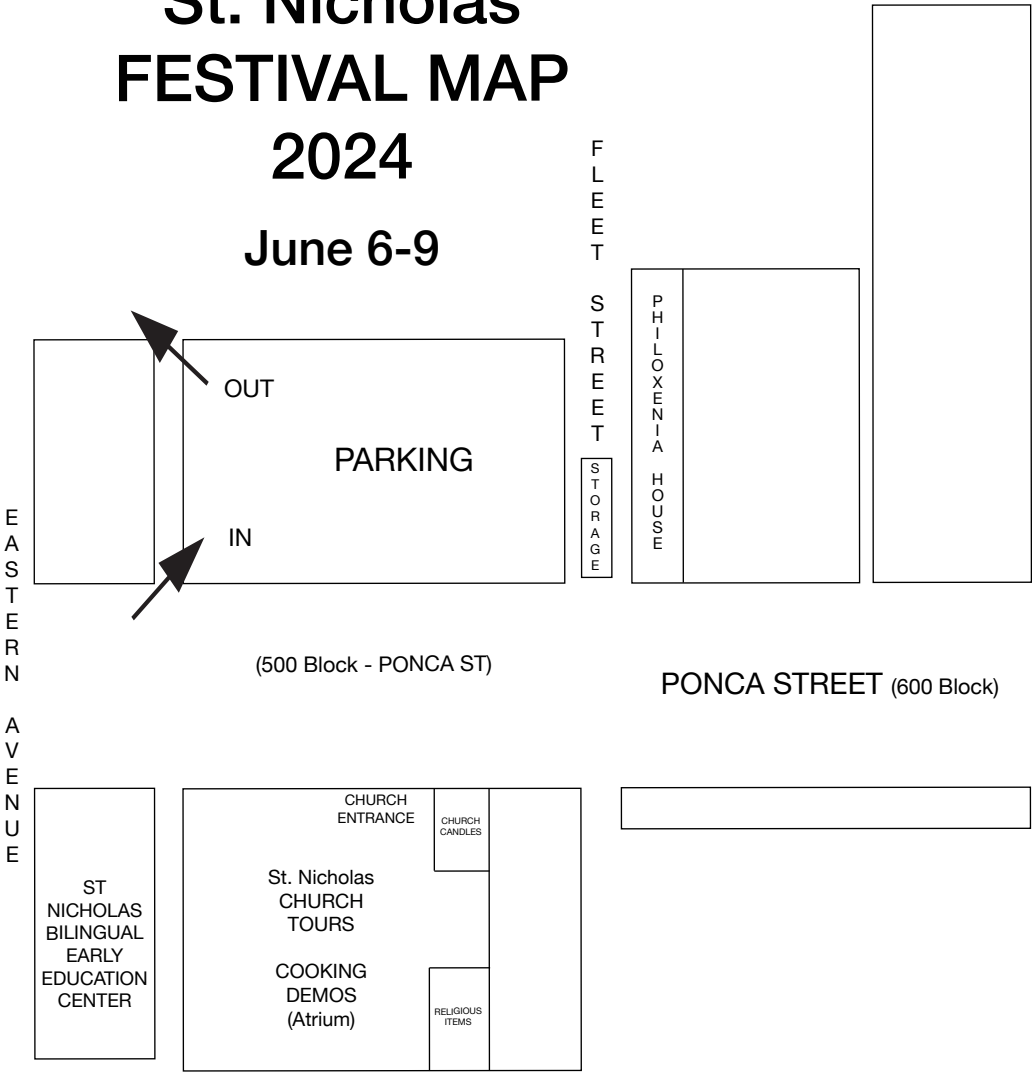 St. Nicholas
FESTIVAL MAP
2024
June 6-9
FLEET STREET
PHILOXENIA HOUSE
OUT
PARKING
STORAGE
IN
EASTERN AVENUE
(500 Block - PONCA ST)
PONCA STREET (600 Block)
CHURCH
ENTRANCE
CHURCH
CANDLES
St. Nicholas
CHURCH
TOURS
ST
NICHOLAS
BILINGUAL
EARLY
EDUCATION
CENTER
COOKING
DEMOS
(Atrium)
RELIGIOUS
ITEMS